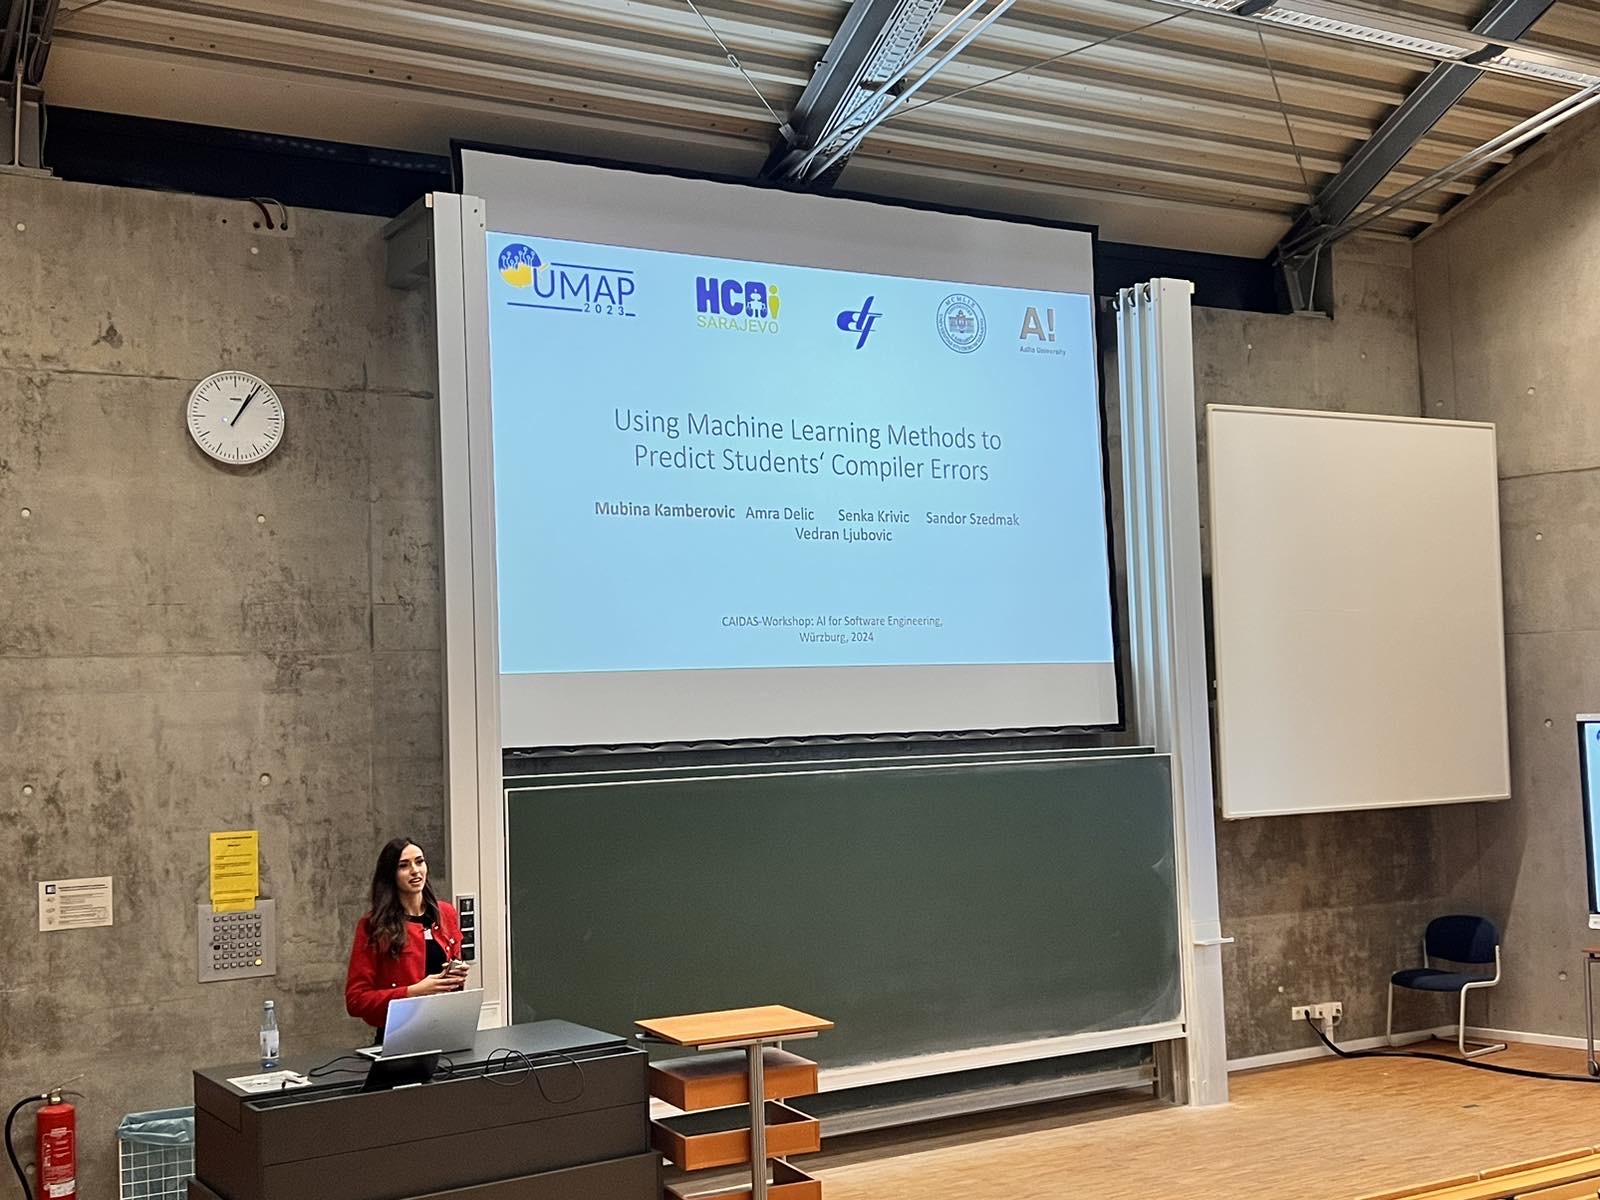 UMAP
2023
HCAi
SARAJEVO
etf
A!
Aalto University
Using Machine Learning Methods to
Predict Students‘ Compiler Errors
Mubina Kamberovic Amra Delic Senka Krivic Sandor Szedmak
Vedran Ljubovic
CAIDAS-Workshop: AI for Software Engineering,
Würzburg, 2024